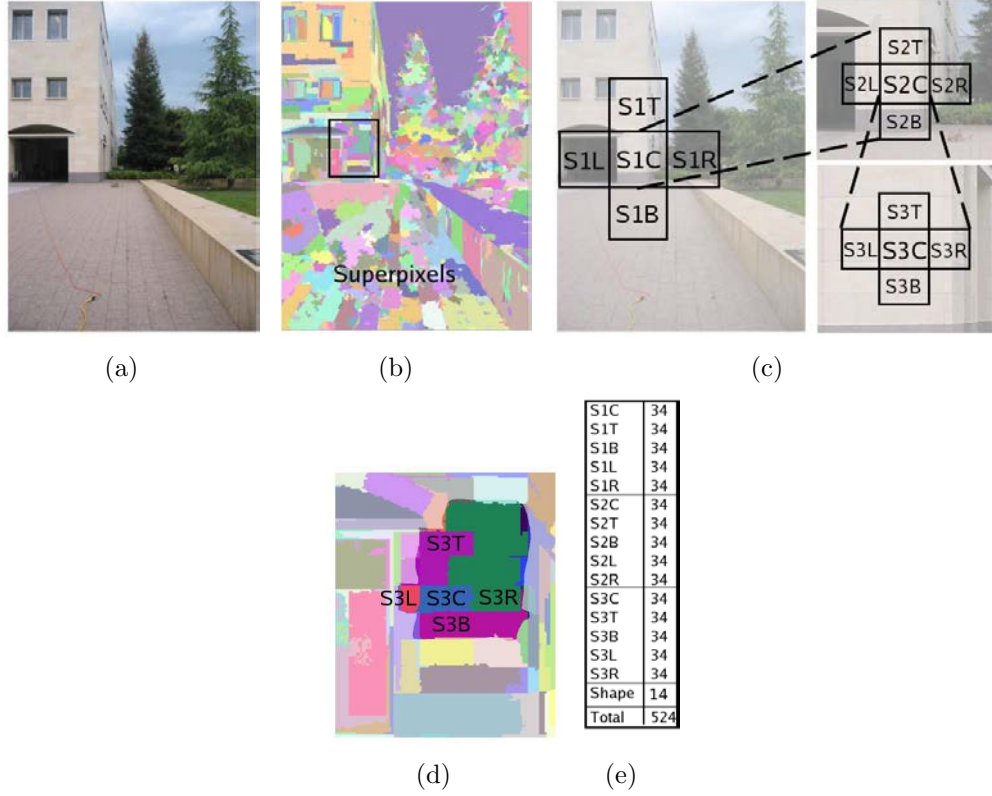 Superpixels
S1T
S1L S1C S1R
S1B
S2T
S2L S2C S2R
S2B
S3T
S3L S3C S3R
S3B
(a) (b) (c)
S3T
S3L S3C S3R
S3B
S1C 34
S1T 34
S1B 34
S1L 34
S1R 34
S2C 34
S2T 34
S2B 34
S2L 34
S2R 34
S3C 34
S3T 34
S3B 34
S3L 34
S3R 34
Shape 14
Total 524
(d) (e)